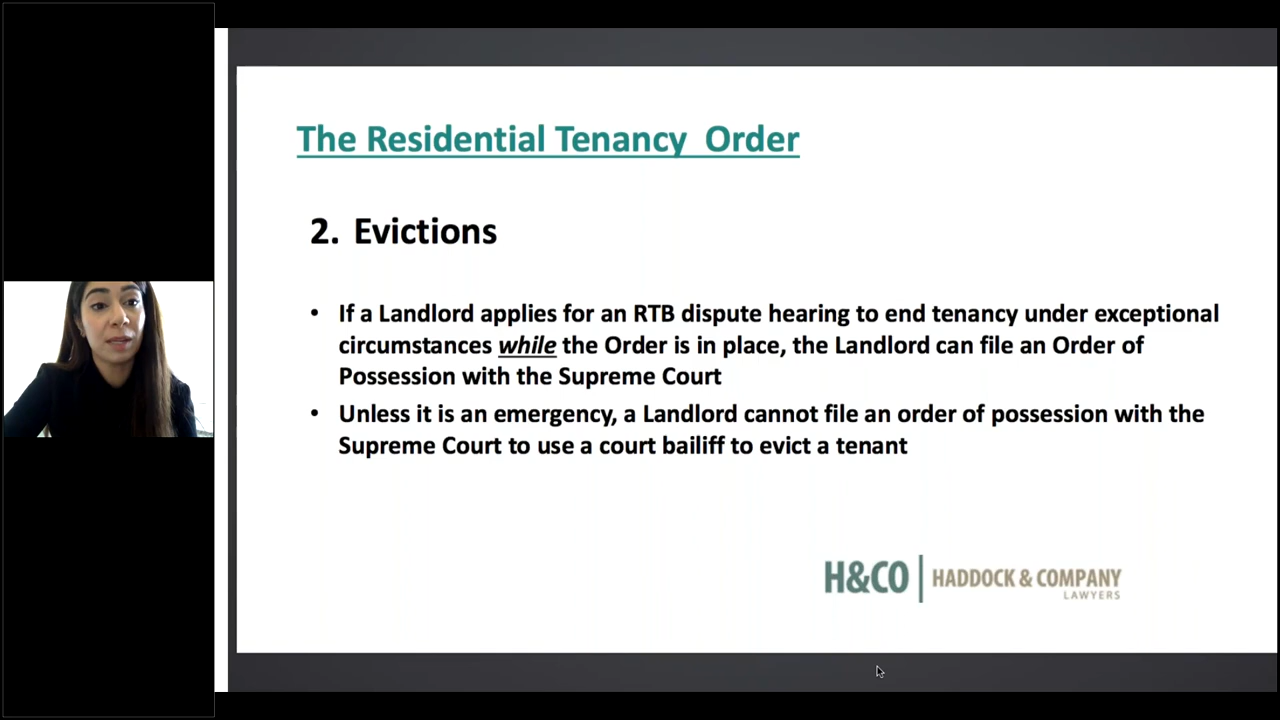 The Residential Tenancy Order
2. Evictions
• If a Landlord applies for an RTB dispute hearing to end tenancy under exceptional
circumstances while the Order is in place, the Landlord can file an Order of
Possession with the Supreme Court
• Unless it is an emergency, a Landlord cannot file an order of possession with the
Supreme Court to use a court bailiff to evict a tenant
H&CO | HADDOCK & COMPANY
LAWYERS